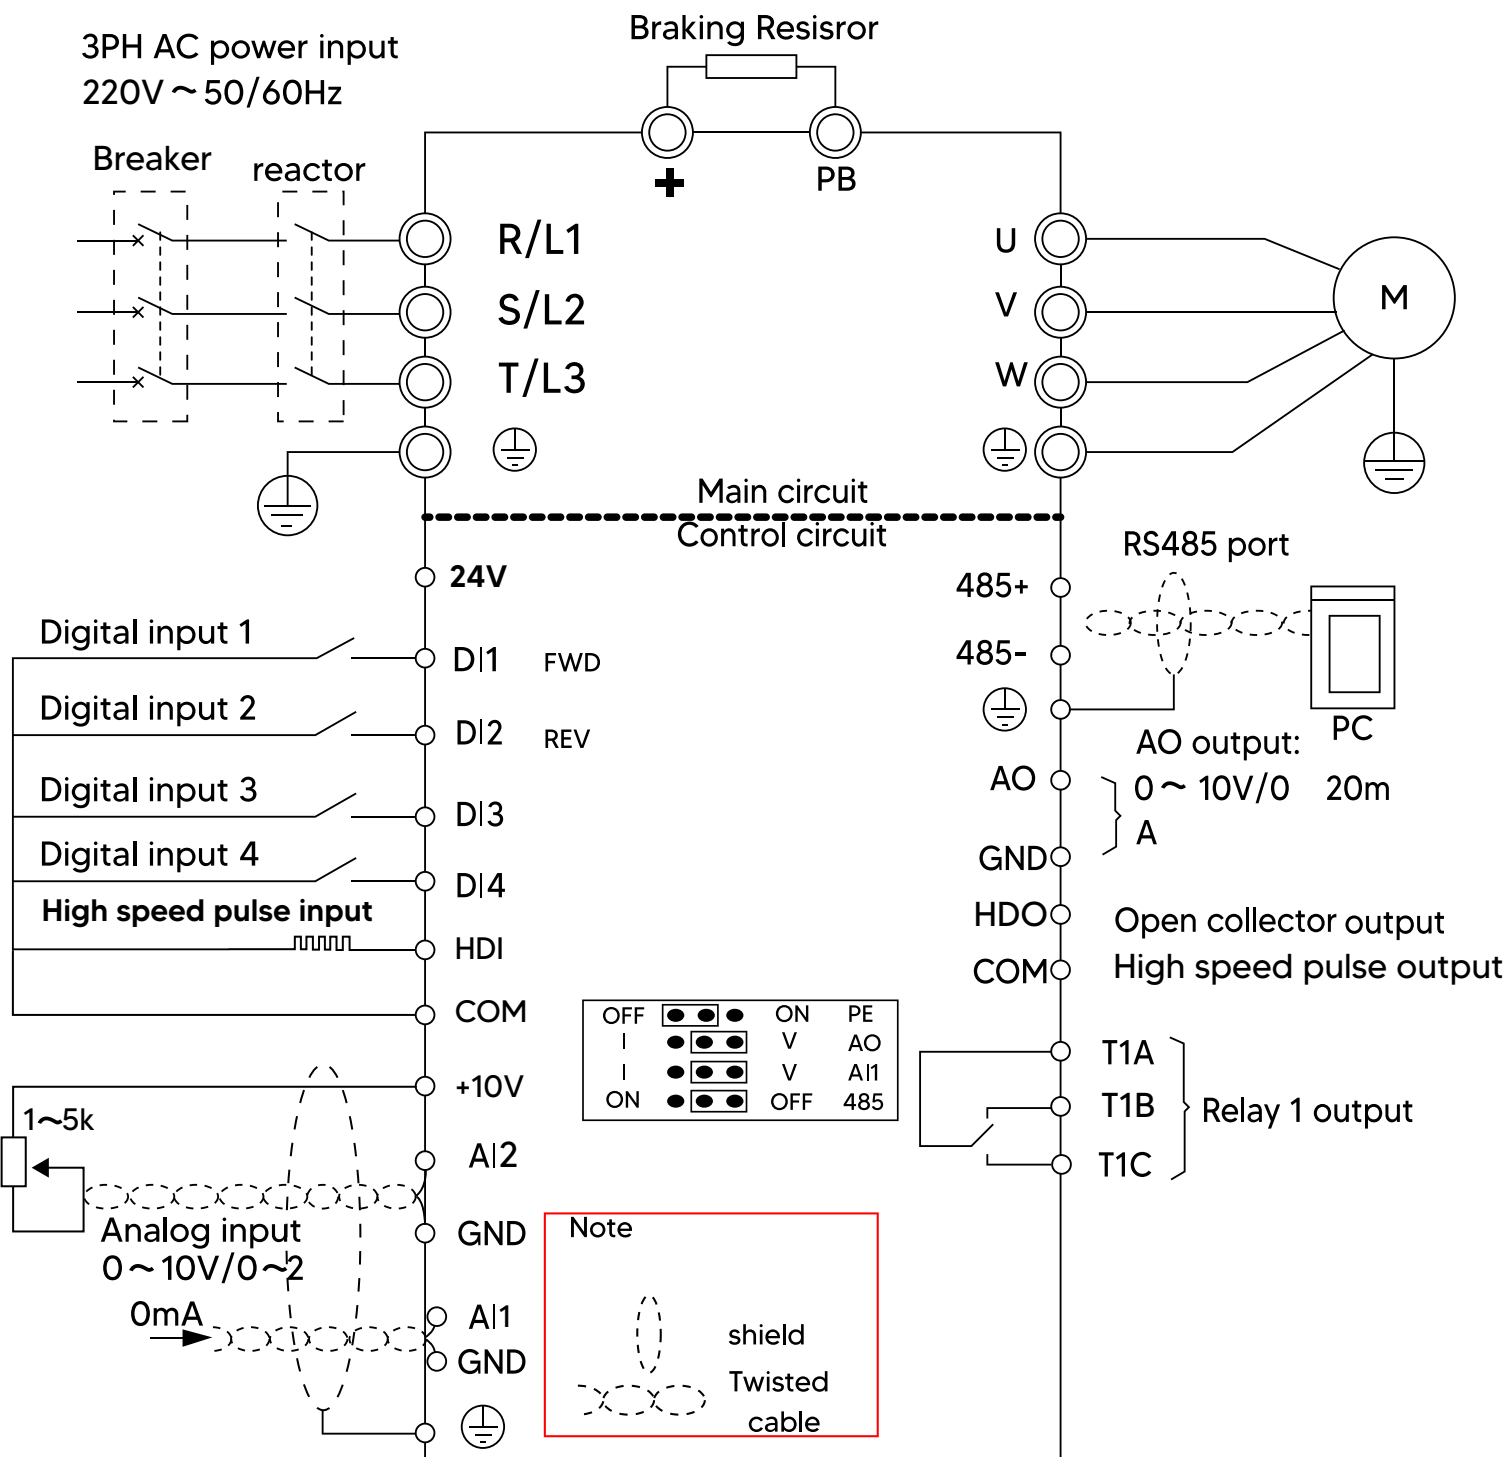 Braking Resisror
3PH AC power input
220V ~ 50/60Hz
Breaker
reactor
+
PB
R/L1
S/L2
T/L3
U
V
W
M
Main circuit
Control circuit
24V
Digital input 1
DI1 FWD
Digital input 2
DI2 REV
Digital input 3
DI3
Digital input 4
DI4
High speed pulse input
HDI
COM
+10V
1~5k
AI2
Analog input
0~10V/0~2
0mA
GND
AI1
GND
RS485 port
485+
485-
PC
AO output:
0~ 10V/0 20m
A
AO
GND
HDO
COM
Open collector output
High speed pulse output
OFF ON PE
I V AO
I V AI1
ON OFF 485
T1A
T1B
T1C
Relay 1 output
Note
shield
Twisted
cable